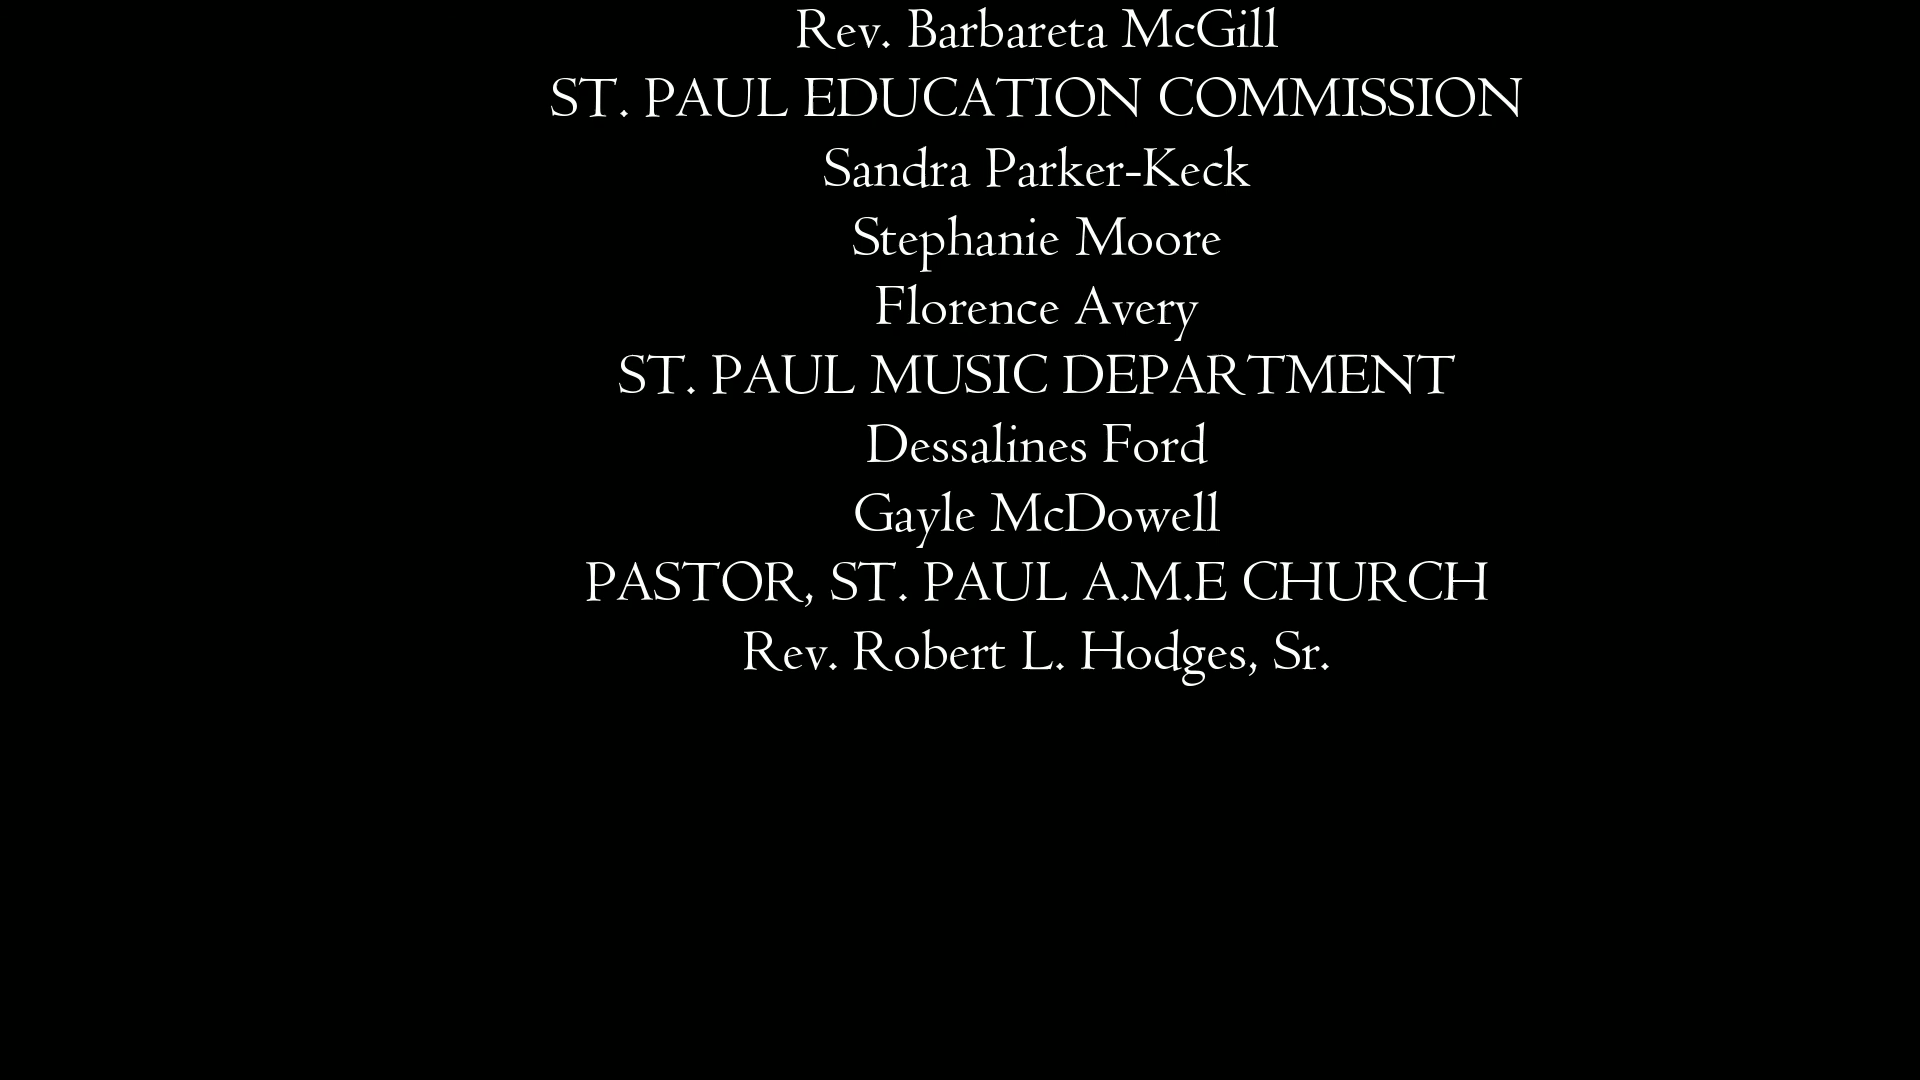 Rev. Barbareta McGill
ST. PAUL EDUCATION COMMISSION
Sandra Parker-Keck
Stephanie Moore
Florence Avery
ST. PAUL MUSIC DEPARTMENT
Dessalines Ford
Gayle McDowell
PASTOR, ST. PAUL A.M.E CHURCH
Rev. Robert L. Hodges, Sr.